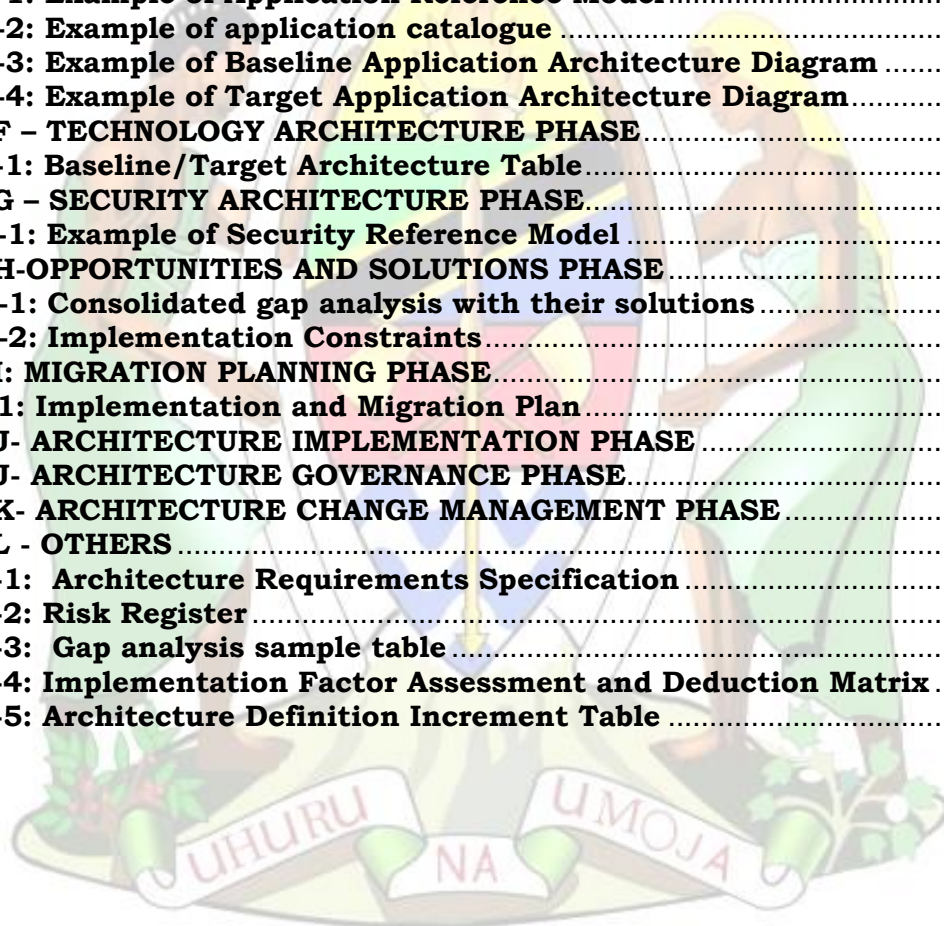 -1: Example of Application Reference Model
-2: Example of application catalogue
-3: Example of Baseline Application Architecture Diagram
-4: Example of Target Application Architecture Diagram
F – TECHNOLOGY ARCHITECTURE PHASE
-1: Baseline/Target Architecture Table
G – SECURITY ARCHITECTURE PHASE
-1: Example of Security Reference Model
H-OPPORTUNITIES AND SOLUTIONS PHASE
-1: Consolidated gap analysis with their solutions
-2: Implementation Constraints
I: MIGRATION PLANNING PHASE
1: Implementation and Migration Plan
J- ARCHITECTURE IMPLEMENTATION PHASE
J- ARCHITECTURE GOVERNANCE PHASE
K- ARCHITECTURE CHANGE MANAGEMENT PHASE
L - OTHERS
-1: Architecture Requirements Specification
-2: Risk Register
-3: Gap analysis sample table
-4: Implementation Factor Assessment and Deduction Matrix
-5: Architecture Definition Increment Table
UHURU NA UMOJA